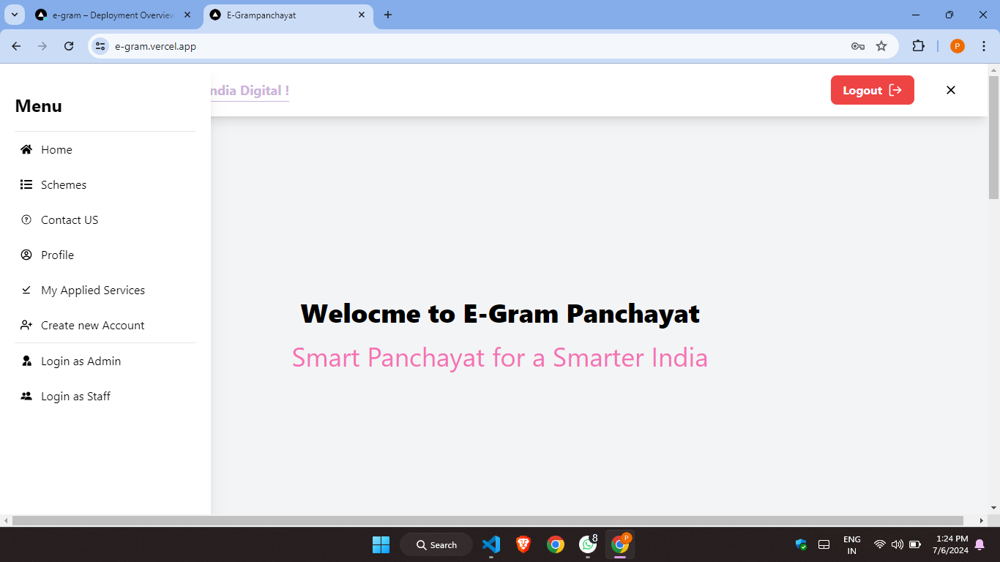 e-gram – Deployment Overview
E-Grampanchayat
e-gram.vercel.app
P
Menu
ndia Digital !
Logout
Home
Schemes
Contact US
Profile
My Applied Services
Create new Account
Login as Admin
Login as Staff
Welocme to E-Gram Panchayat
Smart Panchayat for a Smarter India
Search
8
P
ENG
IN
1:24 PM
7/6/2024